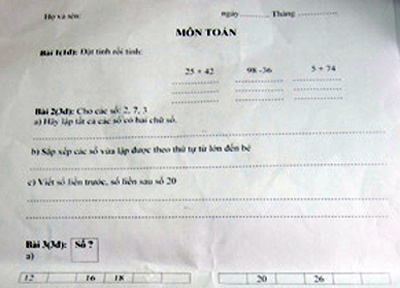 Họ và tên:
ngày............ Tháng ..................
MÔN TOÁN
Bài 1(1đ): Đặt tính rồi tính:
25 + 42 98 -36 5 + 74
Bài 2(3đ): Cho các số: 2, 7, 3
a) Hãy lập tất cả các số có hai chữ số.
b) Sắp xếp các số vừa lập được theo thứ tự từ lớn đến bé
c) Viết số liền trước, số liền sau số 20
Bài 3(3đ): Số ?
a)
12 16 18 20 26